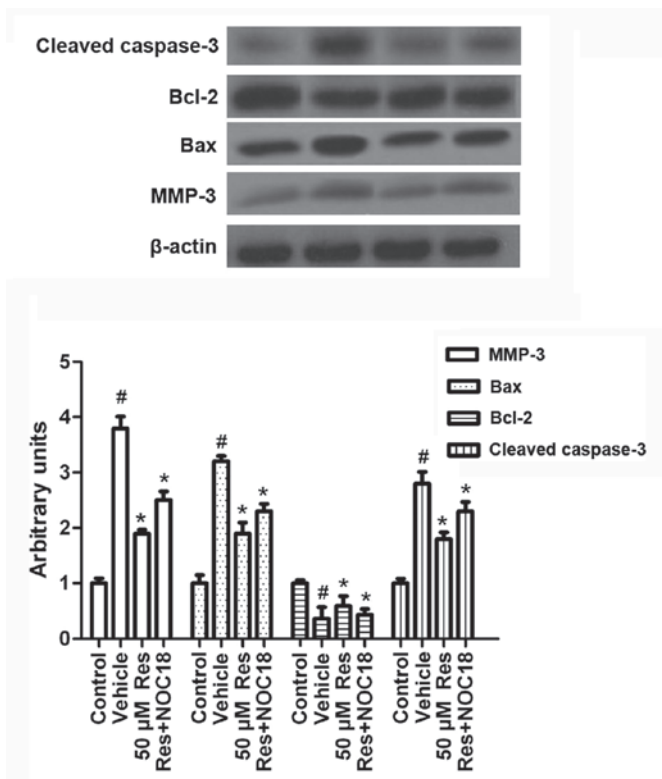 Cleaved caspase-3
Bcl-2
Bax
MMP-3
β-actin
MMP-3
Bax
Bcl-2
Cleaved caspase-3
Arbitrary units
5
4
3
2
1
0
# * * # * * # * * # * *
Control Vehicle 50 µM Res Res+NOC18 Control Vehicle 50 µM Res Res+NOC18 Control Vehicle 50 µM Res Res+NOC18 Control Vehicle 50 µM Res Res+NOC18